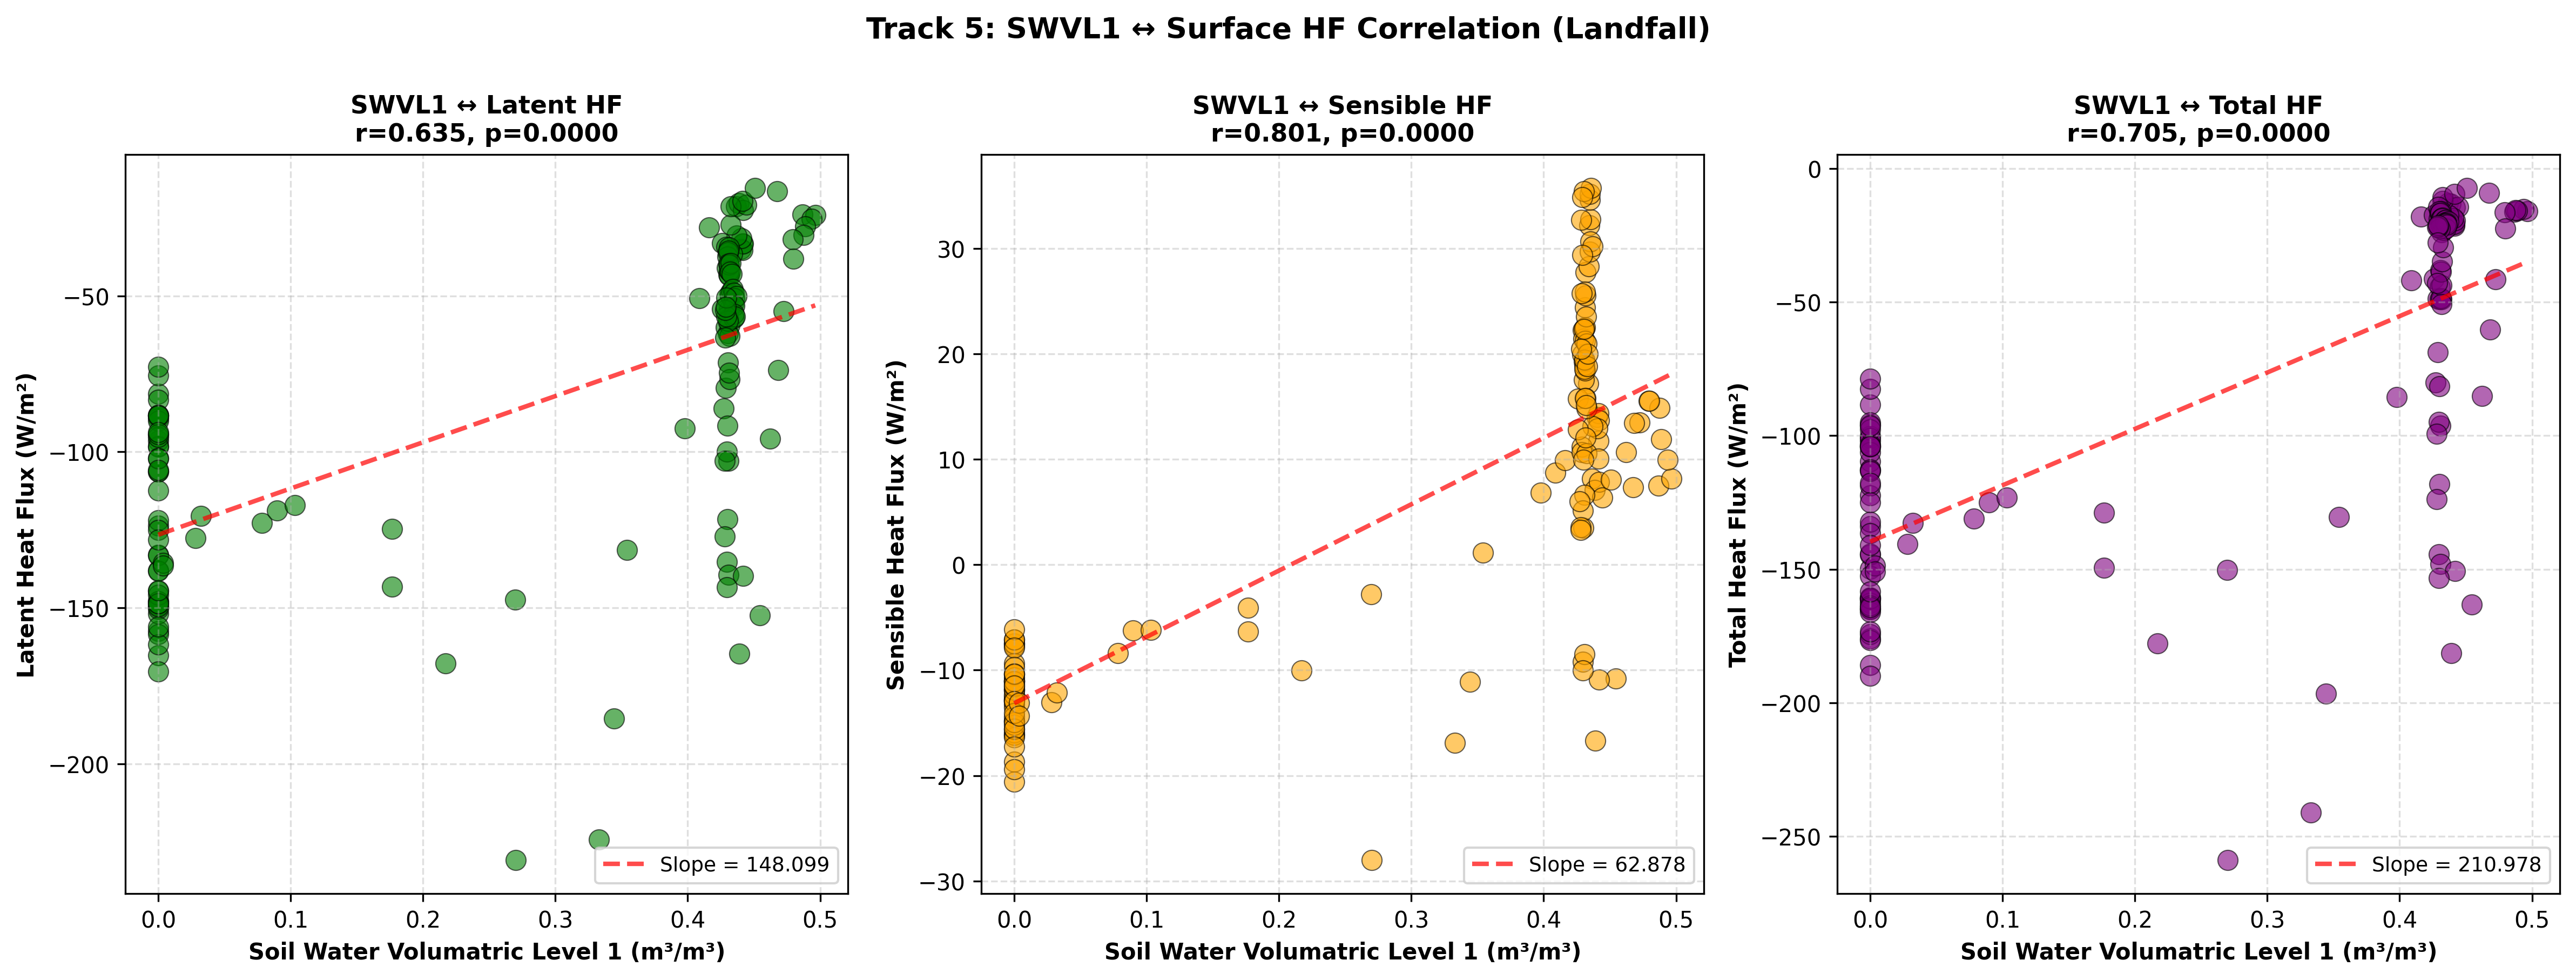 Track 5: SWVL1 ↔ Surface HF Correlation (Landfall)
SWVL1 ↔ Latent HF
r=0.635, p=0.0000
Latent Heat Flux (W/m²)
−50
−100
−150
−200
0.0 0.1 0.2 0.3 0.4 0.5
Slope = 148.099
Soil Water Volumatric Level 1 (m³/m³)
SWVL1 ↔ Sensible HF
r=0.801, p=0.0000
Sensible Heat Flux (W/m²)
30
20
10
0
−10
−20
−30
0.0 0.1 0.2 0.3 0.4 0.5
Slope = 62.878
Soil Water Volumatric Level 1 (m³/m³)
SWVL1 ↔ Total HF
r=0.705, p=0.0000
Total Heat Flux (W/m²)
0
−50
−100
−150
−200
−250
0.0 0.1 0.2 0.3 0.4 0.5
Slope = 210.978
Soil Water Volumatric Level 1 (m³/m³)